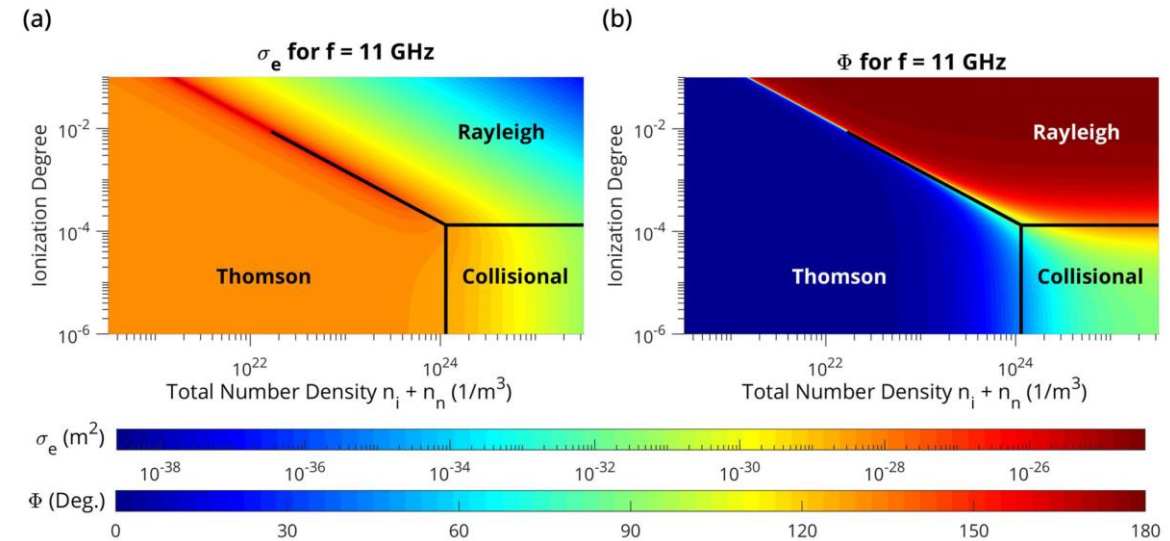 (a)
σe for f = 11 GHz
Ionization Degree
10-2
10-4
10-6
Rayleigh
Thomson
Collisional
1022
1024
Total Number Density ni + nn (1/m3)
(b)
Φ for f = 11 GHz
Ionization Degree
10-2
10-4
10-6
Rayleigh
Thomson
Collisional
1022
1024
Total Number Density ni + nn (1/m3)
σe (m2)
10-38
10-36
10-34
10-32
10-30
10-28
10-26
Φ (Deg.)
0
30
60
90
120
150
180